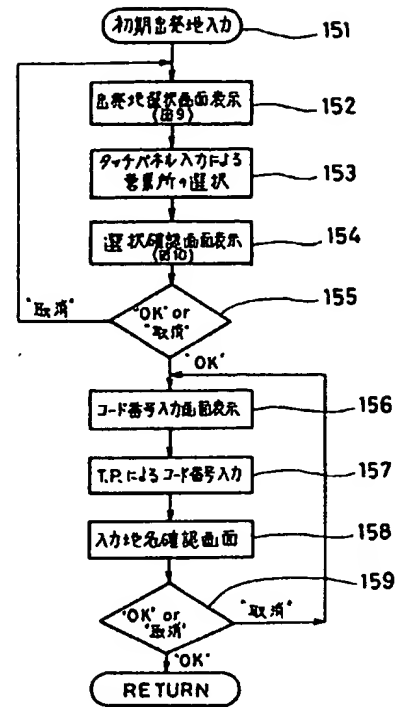 初期出発地入力
151
出発地選択画面表示
(図9)
152
タッチパネル入力による
営業所の選択
153
選択確認画面表示
(図10)
154
"OK" or
"取消"
155
"取消"
"OK"
コード番号入力画面表示
156
T.P.によるコード番号入力
157
入力地名確認画面
158
"OK" or
"取消"
159
"取消"
"OK"
RETURN